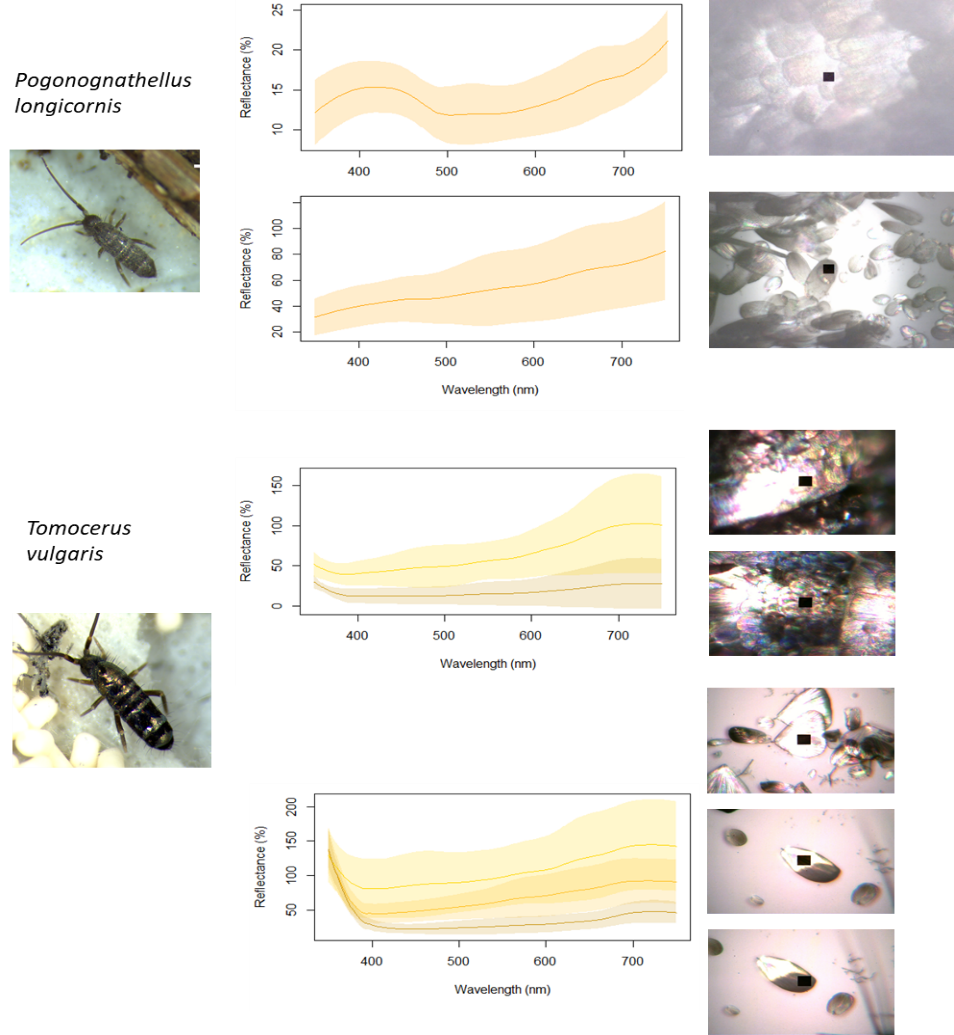 Pogonognathellus
longicornis
Reflectance (%)
25
20
15
10
400 500 600 700
Reflectance (%)
100
80
60
40
20
400 500 600 700
Wavelength (nm)
Tomocerus
vulgaris
Reflectance (%)
150
100
50
0
400 500 600 700
Wavelength (nm)
Reflectance (%)
200
150
100
50
400 500 600 700
Wavelength (nm)